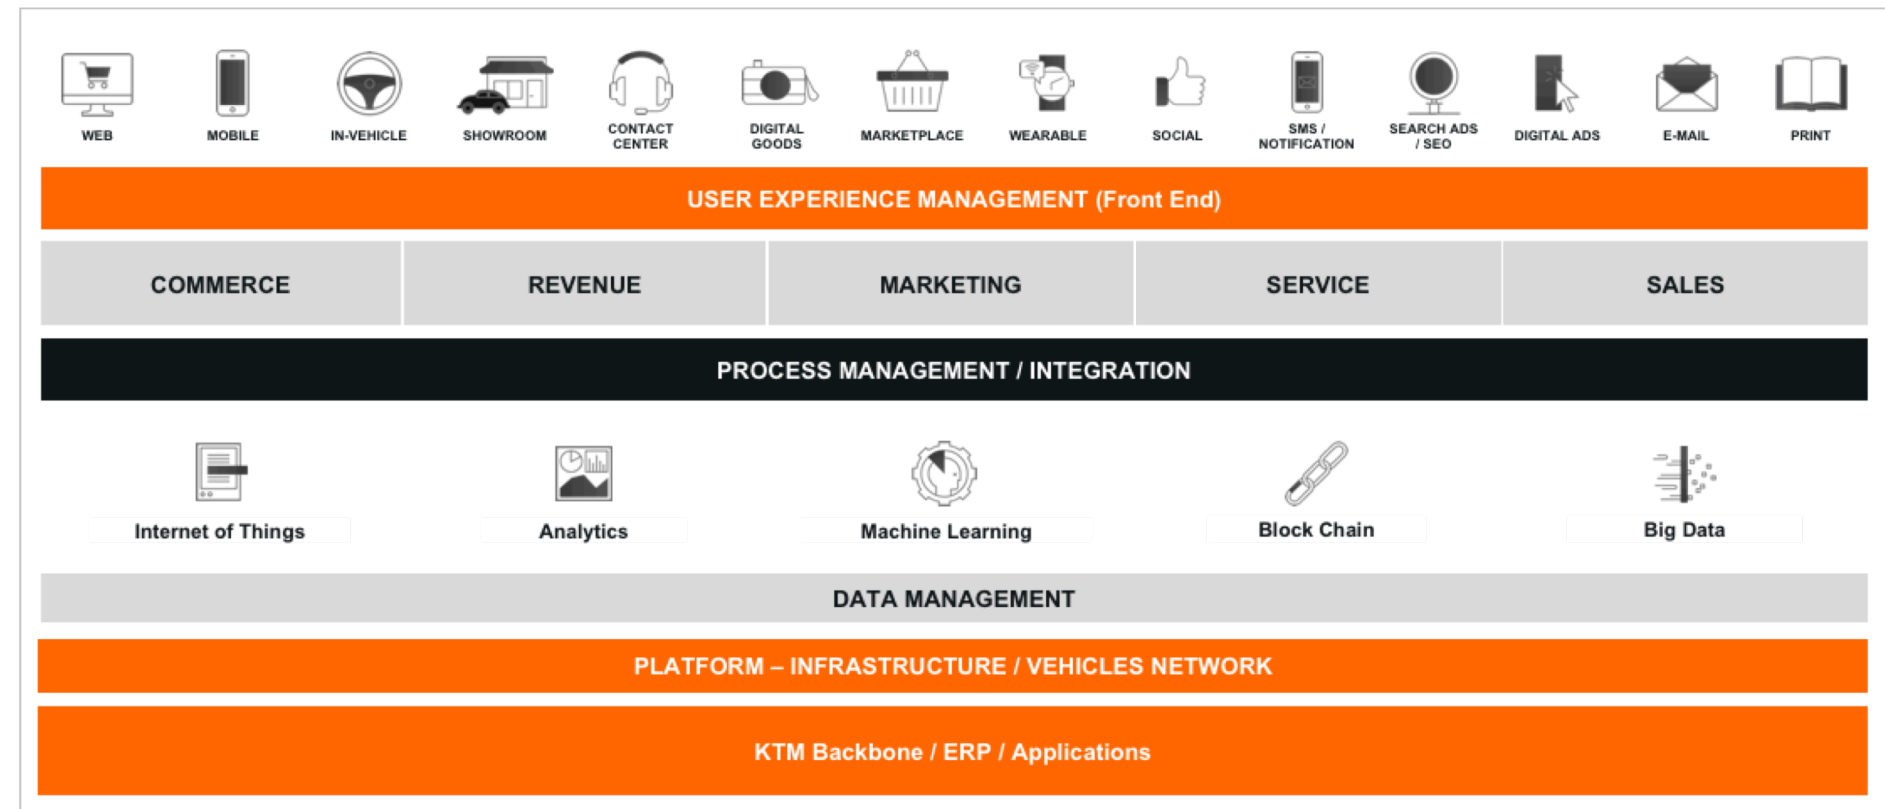 WEB
MOBILE
IN-VEHICLE
SHOWROOM
CONTACT
CENTER
DIGITAL
GOODS
MARKETPLACE
WEARABLE
SOCIAL
SMS /
NOTIFICATION
SEARCH ADS
/ SEO
DIGITAL ADS
E-MAIL
PRINT
USER EXPERIENCE MANAGEMENT (Front End)
COMMERCE
REVENUE
MARKETING
SERVICE
SALES
PROCESS MANAGEMENT / INTEGRATION
Internet of Things
Analytics
Machine Learning
Block Chain
Big Data
DATA MANAGEMENT
PLATFORM – INFRASTRUCTURE / VEHICLES NETWORK
KTM Backbone / ERP / Applications